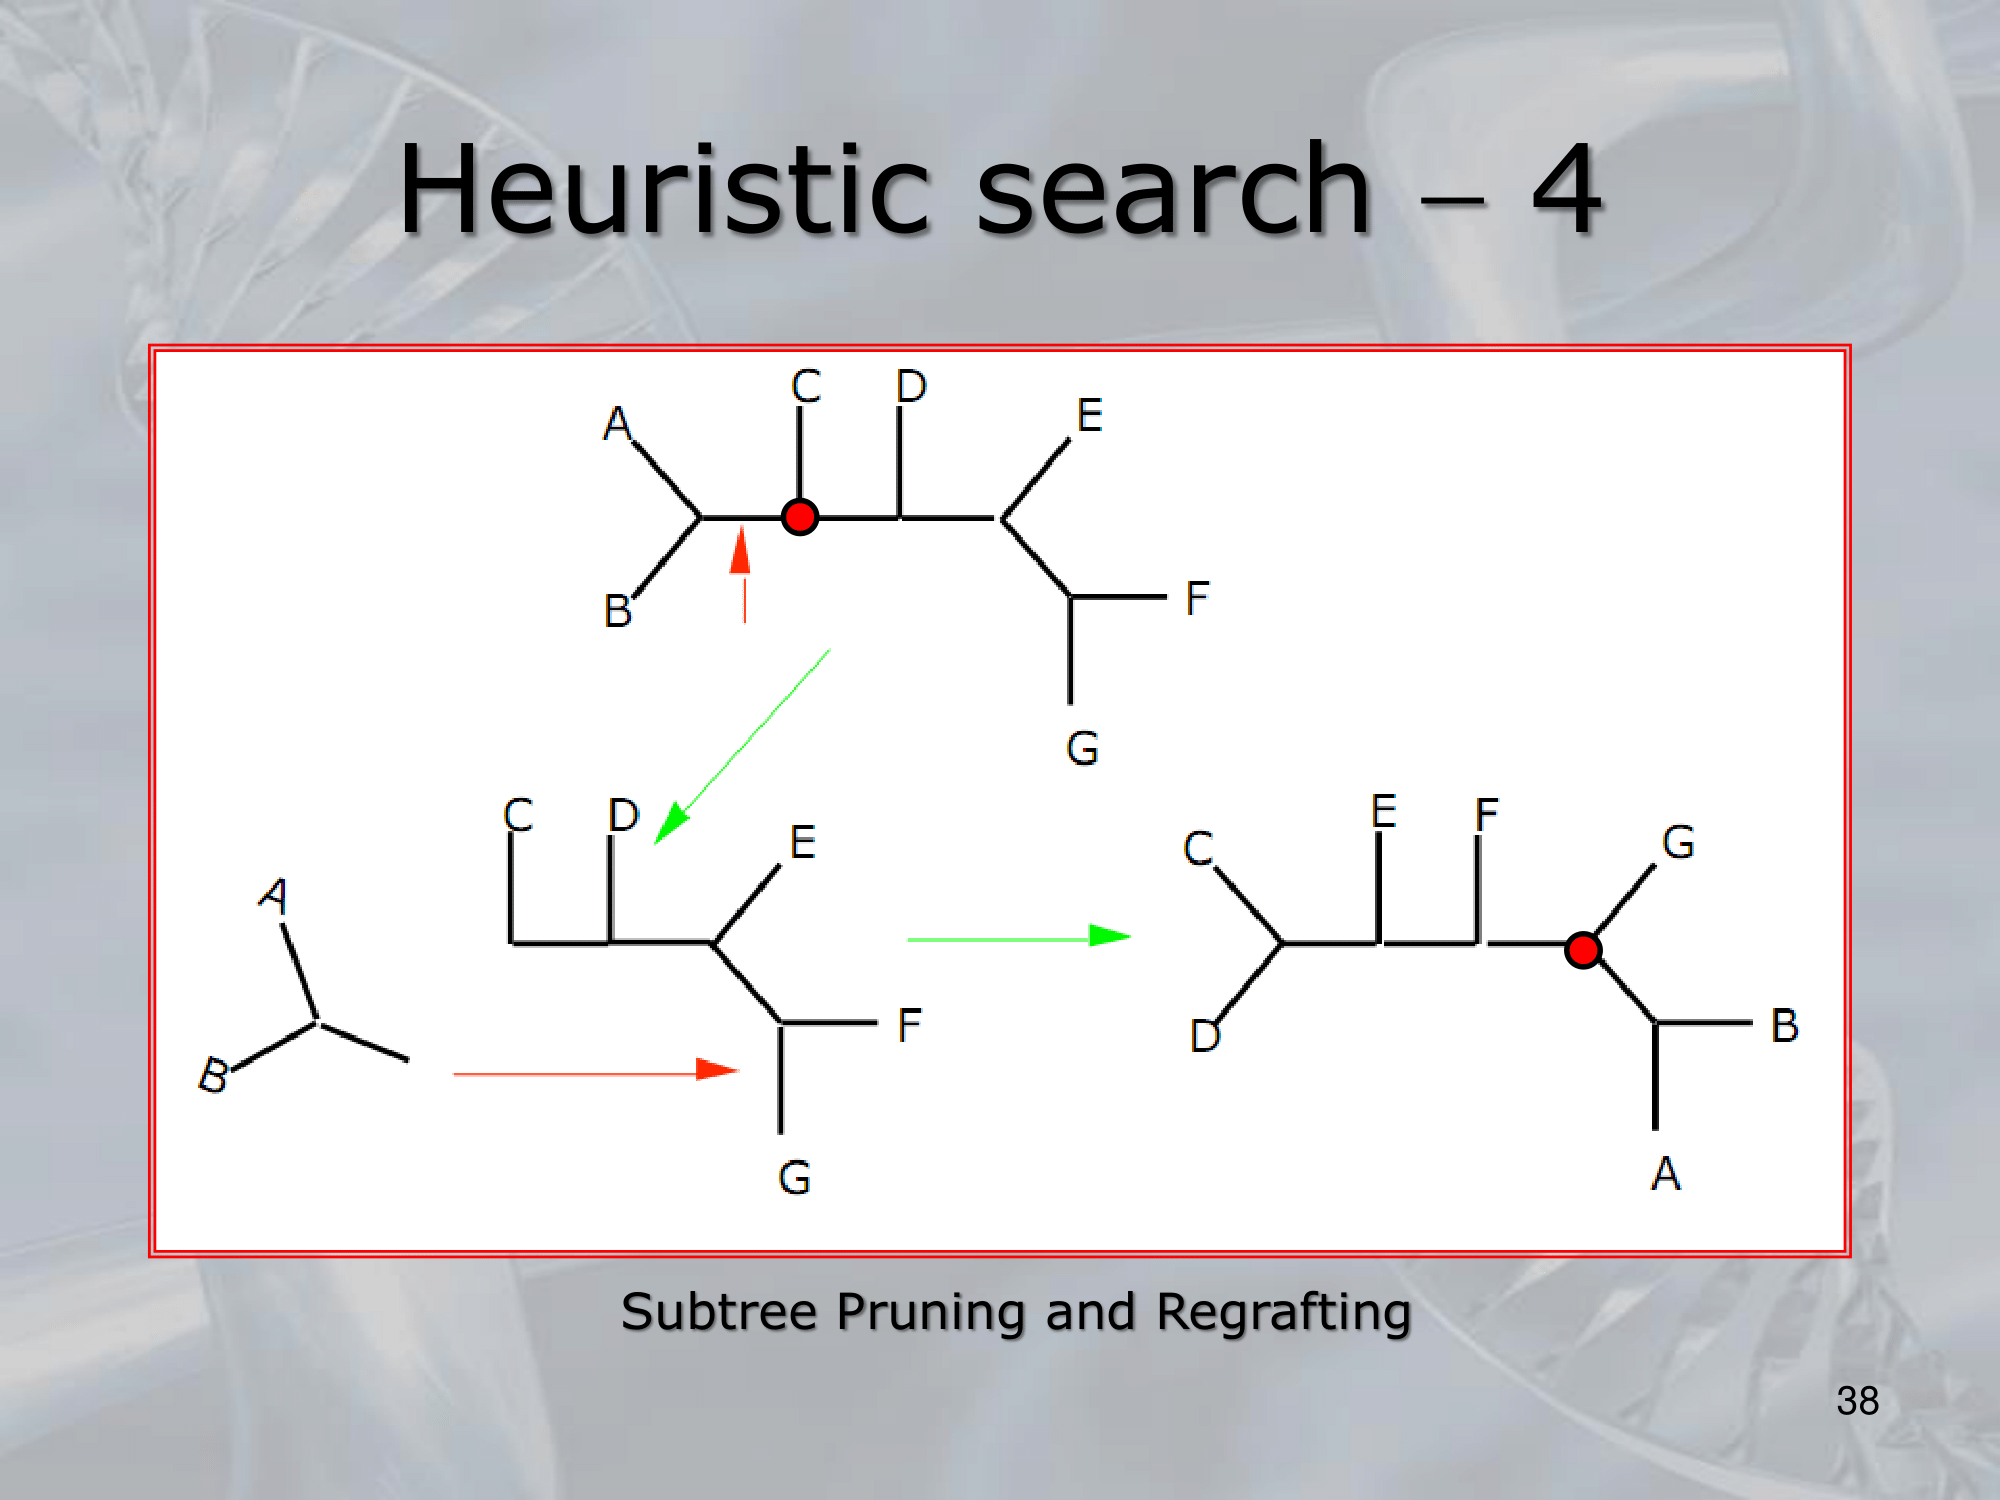 Heuristic search – 4
C D
A E
B F
G
C D E F
C E G
A
D F B
B
G A
Subtree Pruning and Regrafting
38